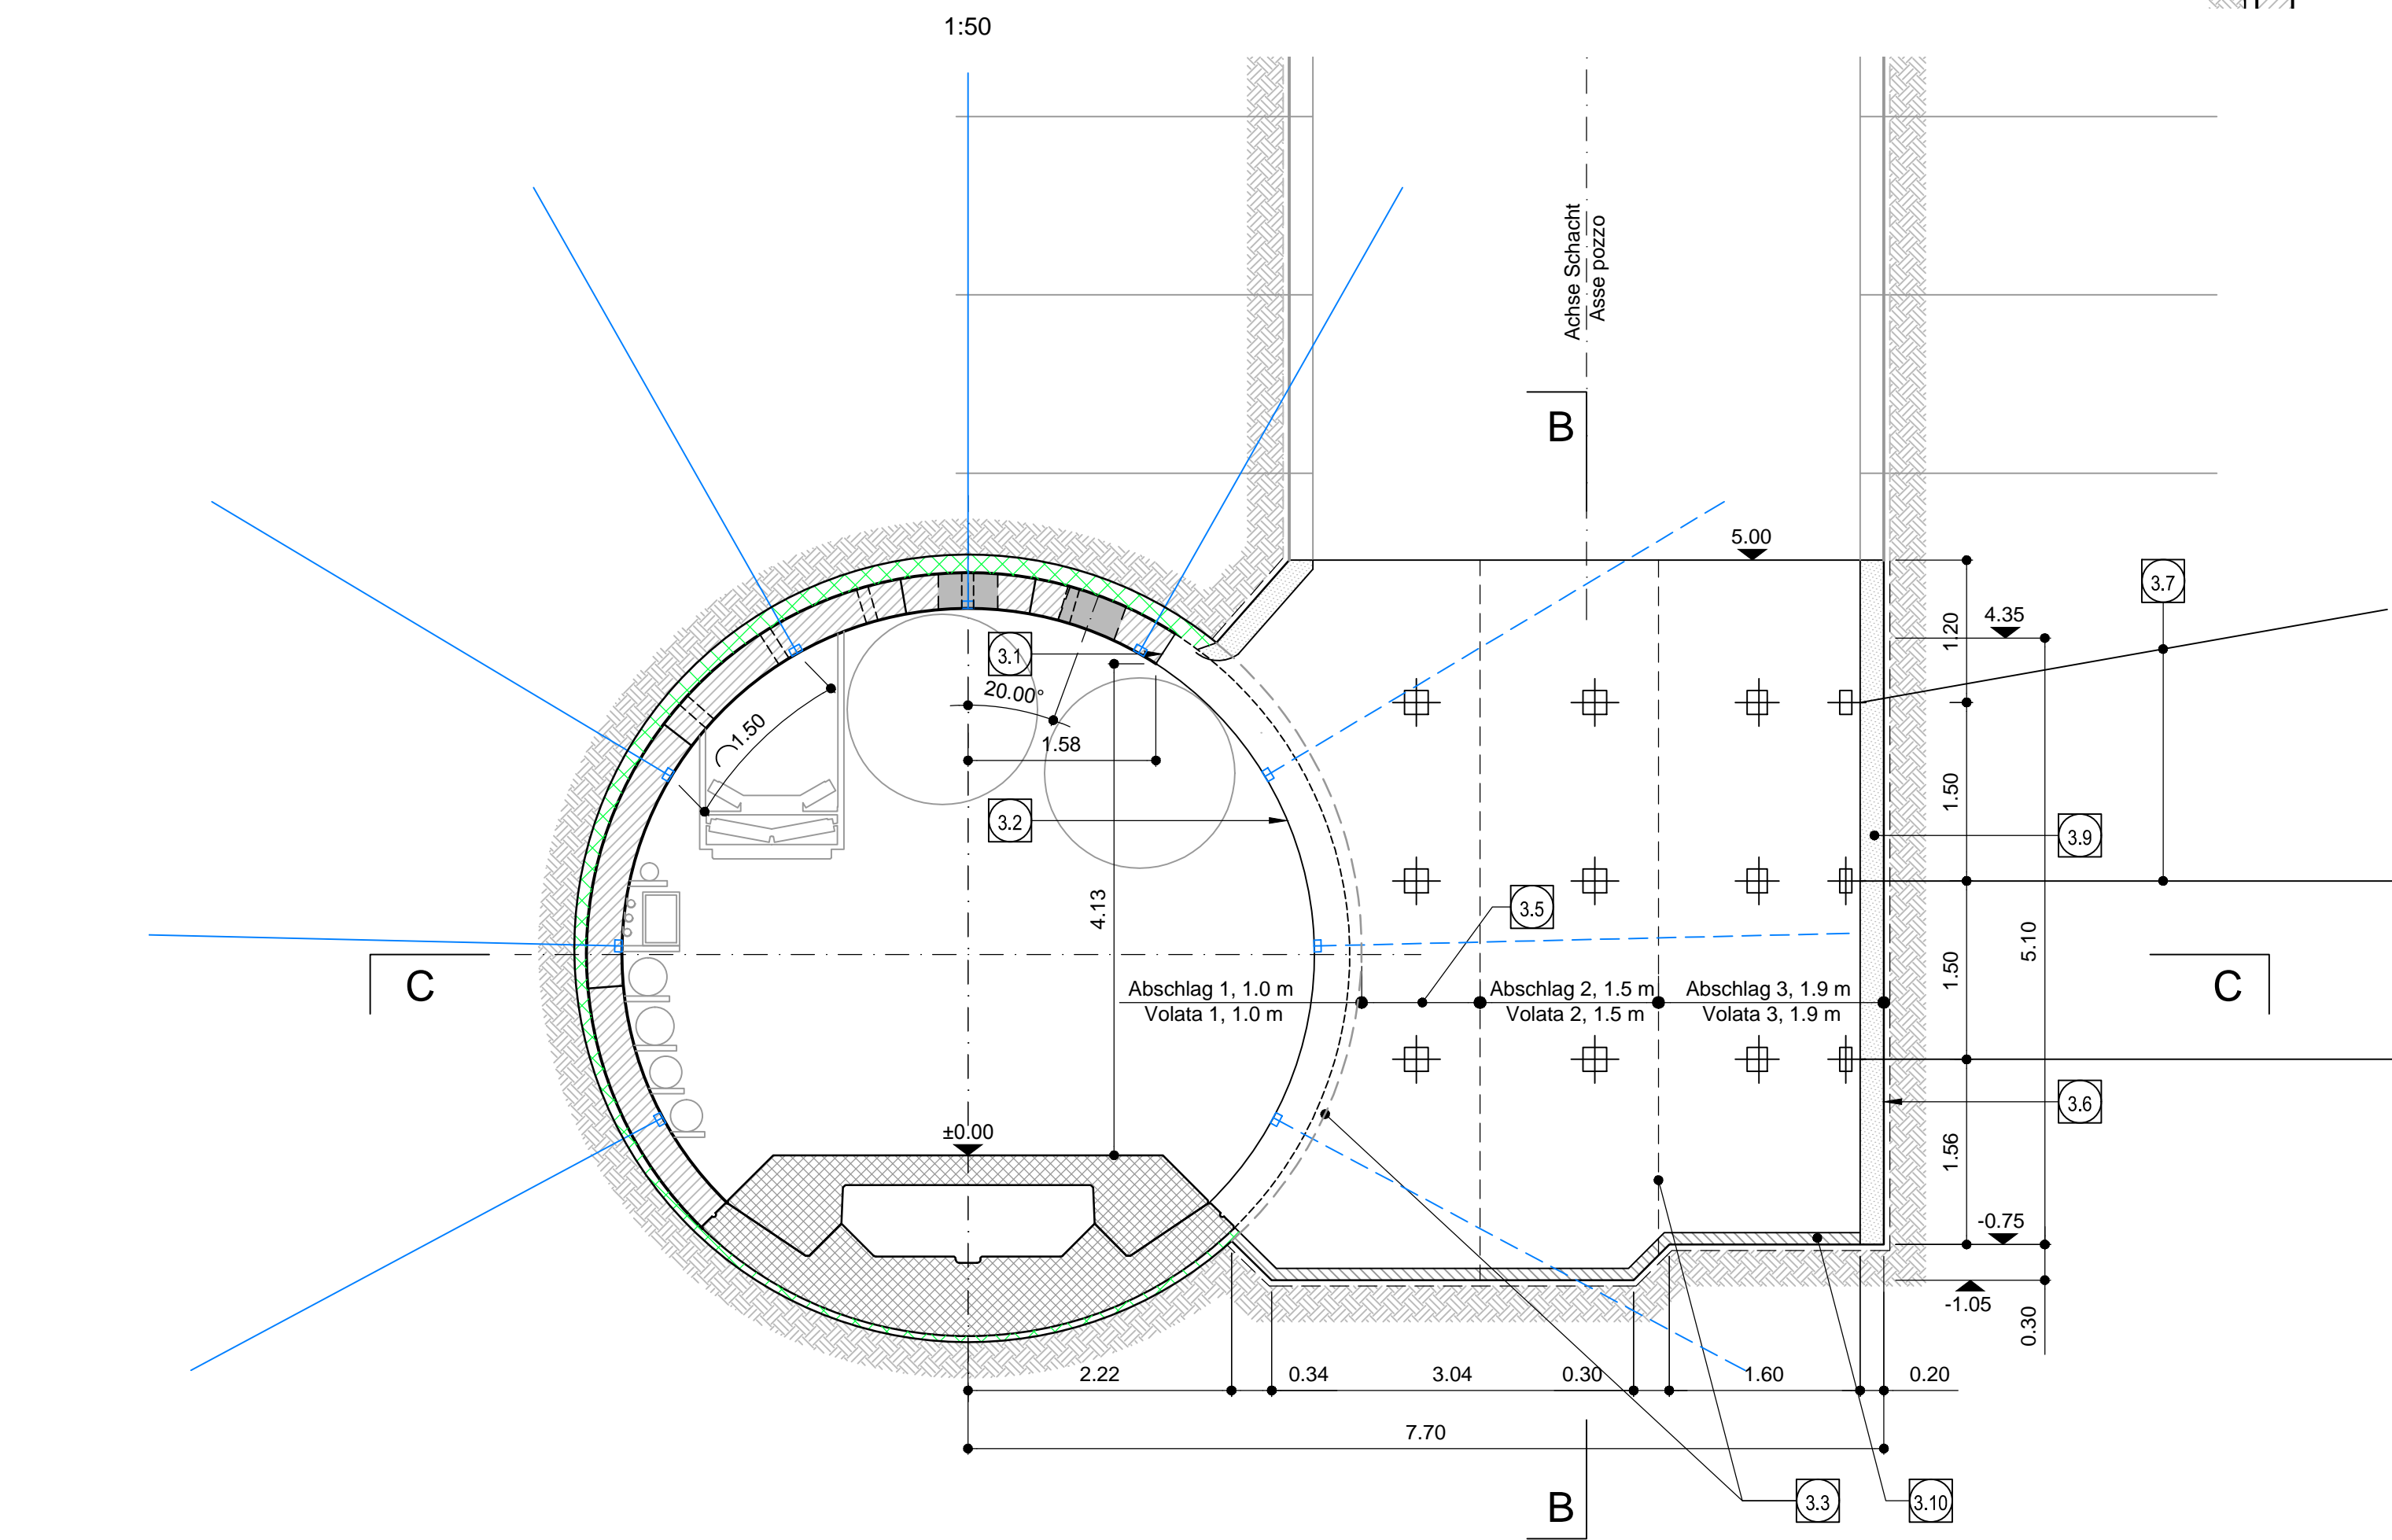 1:50
Achse Schacht
Asse pozzo
B
5.00
3.7
4.35
1.20
3.1
20.00°
1.50
1.58
1.50
3.2
3.9
4.13
3.5
5.10
1.50
C
C
Abschlag 1, 1.0 m
Volata 1, 1.0 m
Abschlag 2, 1.5 m
Volata 2, 1.5 m
Abschlag 3, 1.9 m
Volata 3, 1.9 m
3.6
±0.00
1.56
-0.75
-1.05
0.30
2.22
0.34
3.04
0.30
1.60
0.20
7.70
B
3.3
3.10